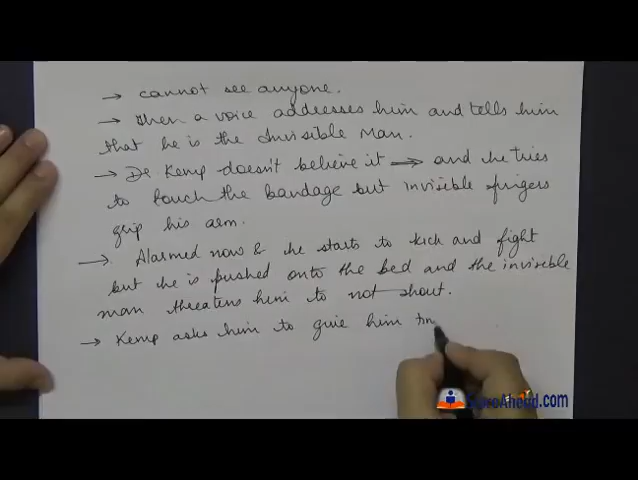 → cannot see anyone.
→ then a voice addresses him and tells him
that he is the Invisible Man.
→ Dr Kemp doesn't believe it → and he tries
to touch the bandage but invisible fingers
grip his arm.
→ Alarmed now & he starts to kick and fight
but he is pushed onto the bed and the invisible
man threatens him to not shout.
→ Kemp asks him to give him
ScoreAhead.com